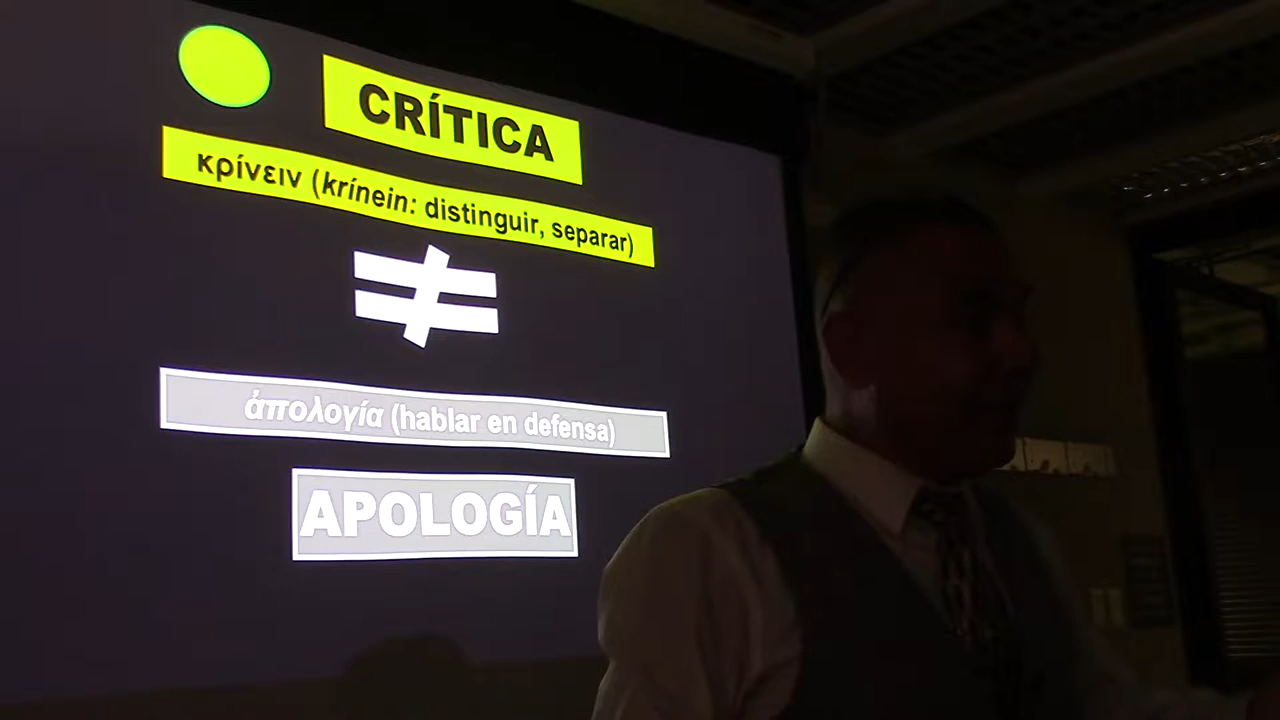 CRÍTICA
κρίνειν (krínein: distinguir, separar)
≠
ἀπολογία (hablar en defensa)
APOLOGÍA